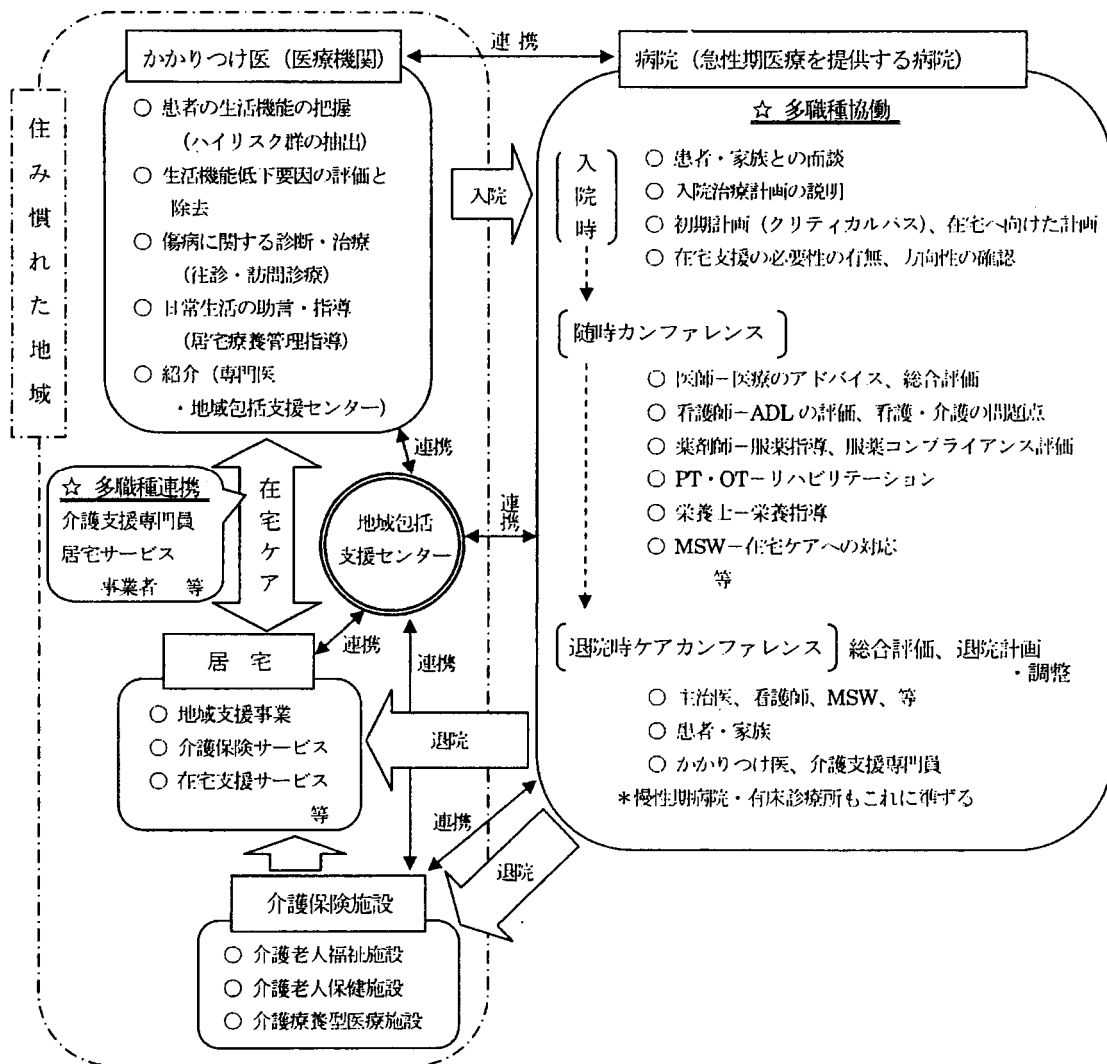 連 携
かかりつけ医（医療機関）
○ 患者の生活機能の把握
（ハイリスク群の抽出）
○ 生活機能低下要因の評価と
除去
○ 傷病に関する診断・治療
（往診・訪問診療）
○ 日常生活の助言・指導
（居宅療養管理指導）
○ 紹介（専門医
・地域包括支援センター）
住み慣れた地域
入院
病院（急性期医療を提供する病院）
☆ 多職種協働
入院時
○ 患者・家族との面談
○ 入院治療計画の説明
○ 初期計画（クリティカルパス）、在宅へ向けた計画
○ 在宅支援の必要性の有無、方向性の確認
随時カンファレンス
○ 医師－医療のアドバイス、総合評価
○ 看護師－ADLの評価、看護・介護の問題点
○ 薬剤師－服薬指導、服薬コンプライアンス評価
○ PT・OT－リハビリテーション
○ 栄養士－栄養指導
○ MSW－在宅ケアへの対応
等
退院時ケアカンファレンス 総合評価、退院計画
・調整
○ 主治医、看護師、MSW、等
○ 患者・家族
○ かかりつけ医、介護支援専門員
＊慢性期病院・有床診療所もこれに準ずる
☆ 多職種連携
介護支援専門員
居宅サービス
事業者 等
在宅ケア
連携
地域包括
支援センター
連携
連携
連携
居 宅
○ 地域支援事業
○ 介護保険サービス
○ 在宅支援サービス
等
退院
連携
退院
介護保険施設
○ 介護老人福祉施設
○ 介護老人保健施設
○ 介護療養型医療施設